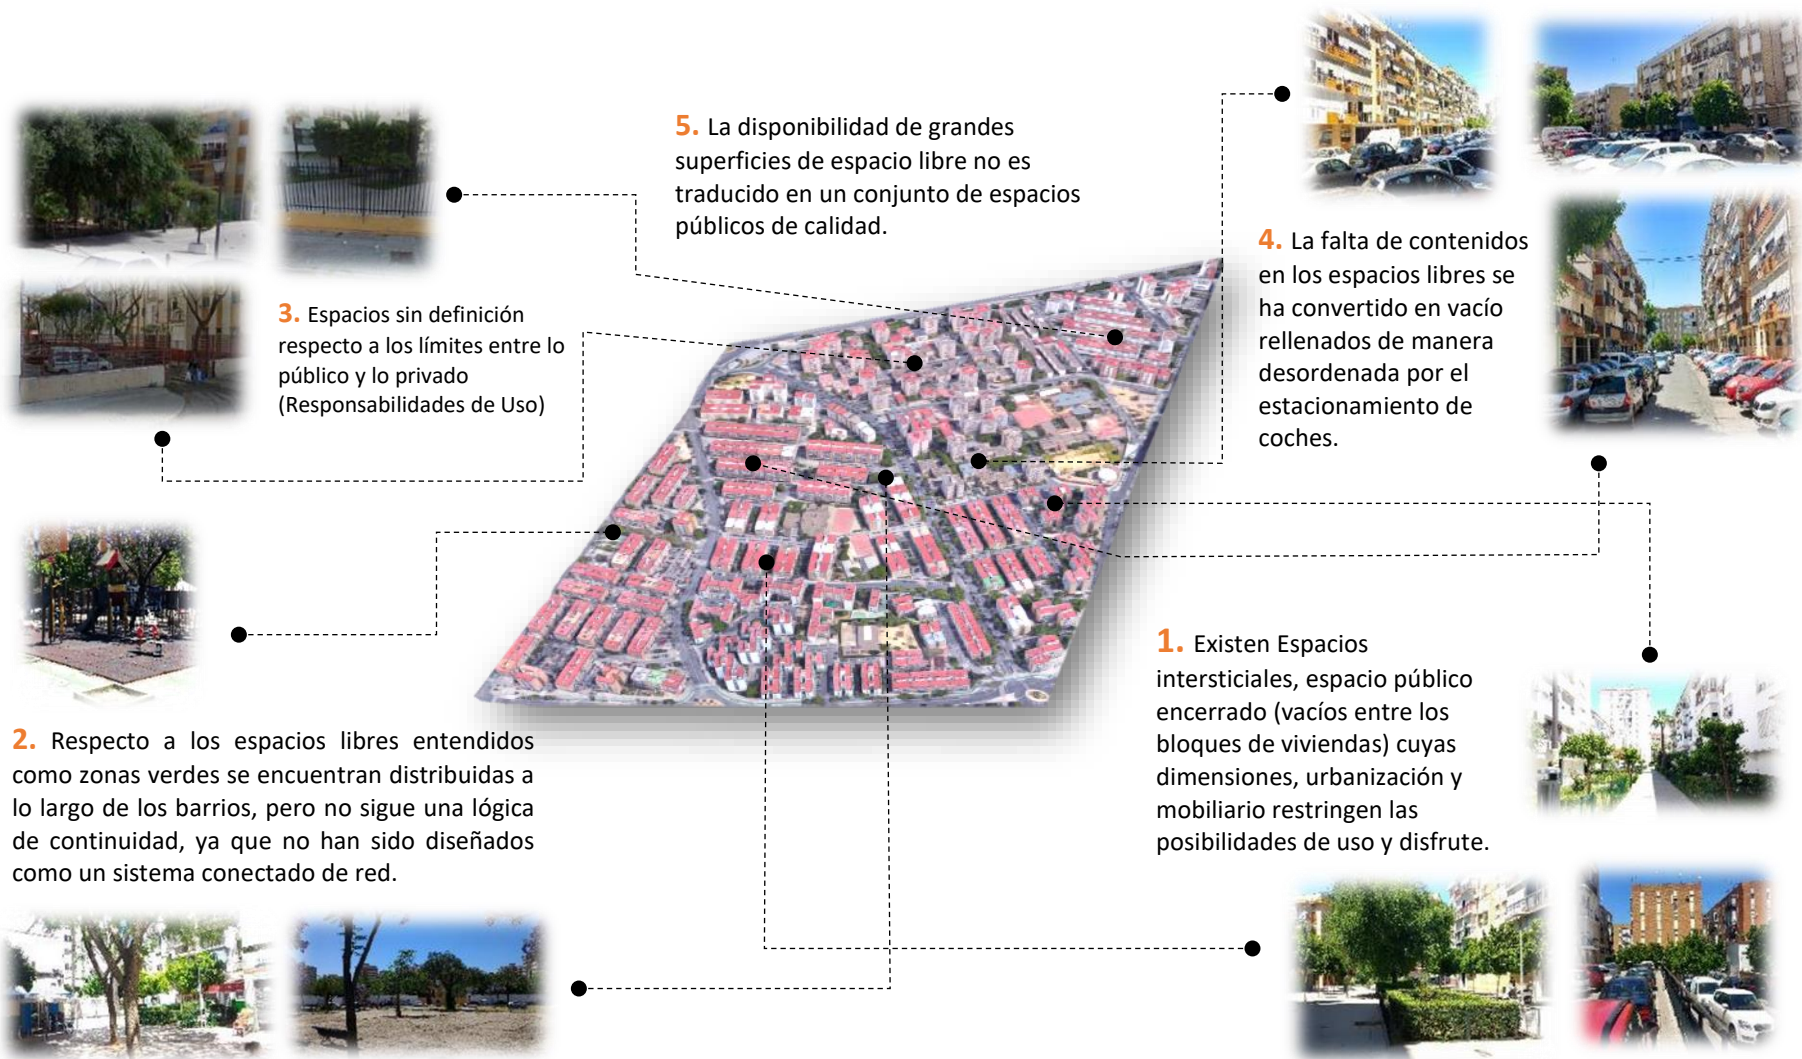 5. La disponibilidad de grandes
superficies de espacio libre no es
traducido en un conjunto de espacios
públicos de calidad.
4. La falta de contenidos
en los espacios libres se
ha convertido en vacío
rellenados de manera
desordenada por el
estacionamiento de
coches.
3. Espacios sin definición
respecto a los límites entre lo
público y lo privado
(Responsabilidades de Uso)
1. Existen Espacios
intersticiales, espacio público
encerrado (vacíos entre los
bloques de viviendas) cuyas
dimensiones, urbanización y
mobiliario restringen las
posibilidades de uso y disfrute.
2. Respecto a los espacios libres entendidos
como zonas verdes se encuentran distribuidas a
lo largo de los barrios, pero no sigue una lógica
de continuidad, ya que no han sido diseñados
como un sistema conectado de red.